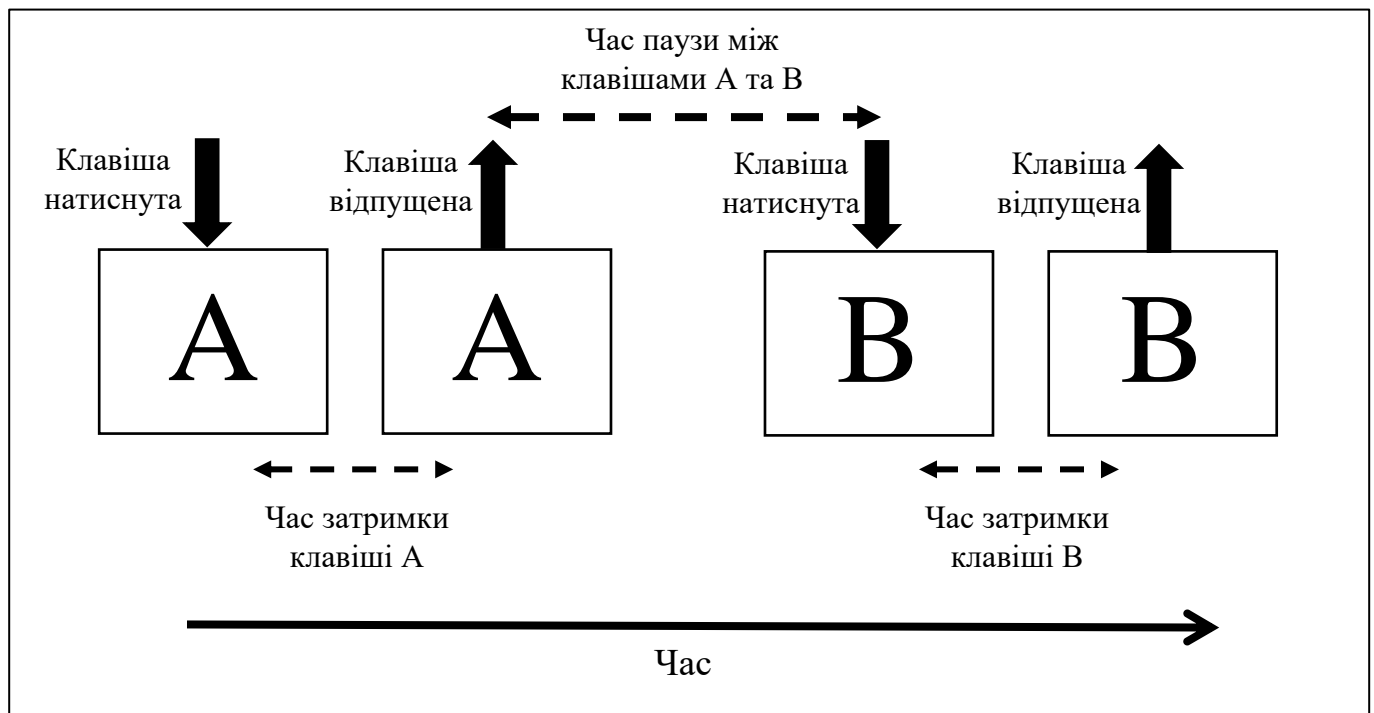 Час паузи між
клавішами А та В
Клавіша
натиснута
Клавіша
відпущена
Клавіша
натиснута
Клавіша
відпущена
А
А
В
В
Час затримки
клавіші А
Час затримки
клавіші В
Час